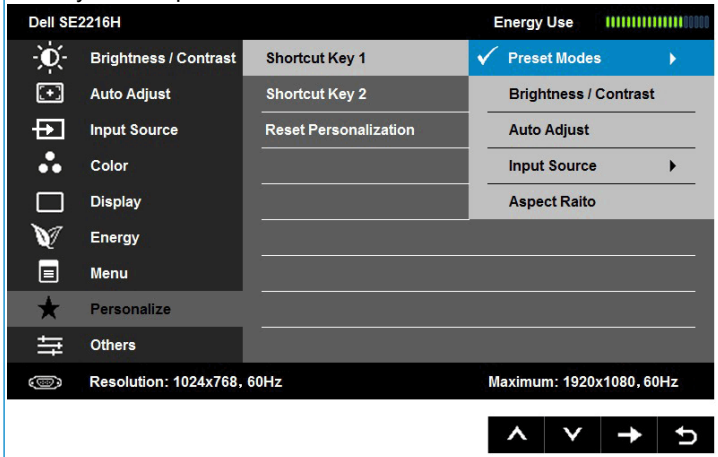 Dell SE2216H Energy Use
Brightness / Contrast Shortcut Key 1 Preset Modes
Auto Adjust Shortcut Key 2 Brightness / Contrast
Input Source Reset Personalization Auto Adjust
Color Input Source
Display Aspect Raito
Energy
Menu
Personalize
Others
Resolution: 1024x768, 60Hz Maximum: 1920x1080, 60Hz